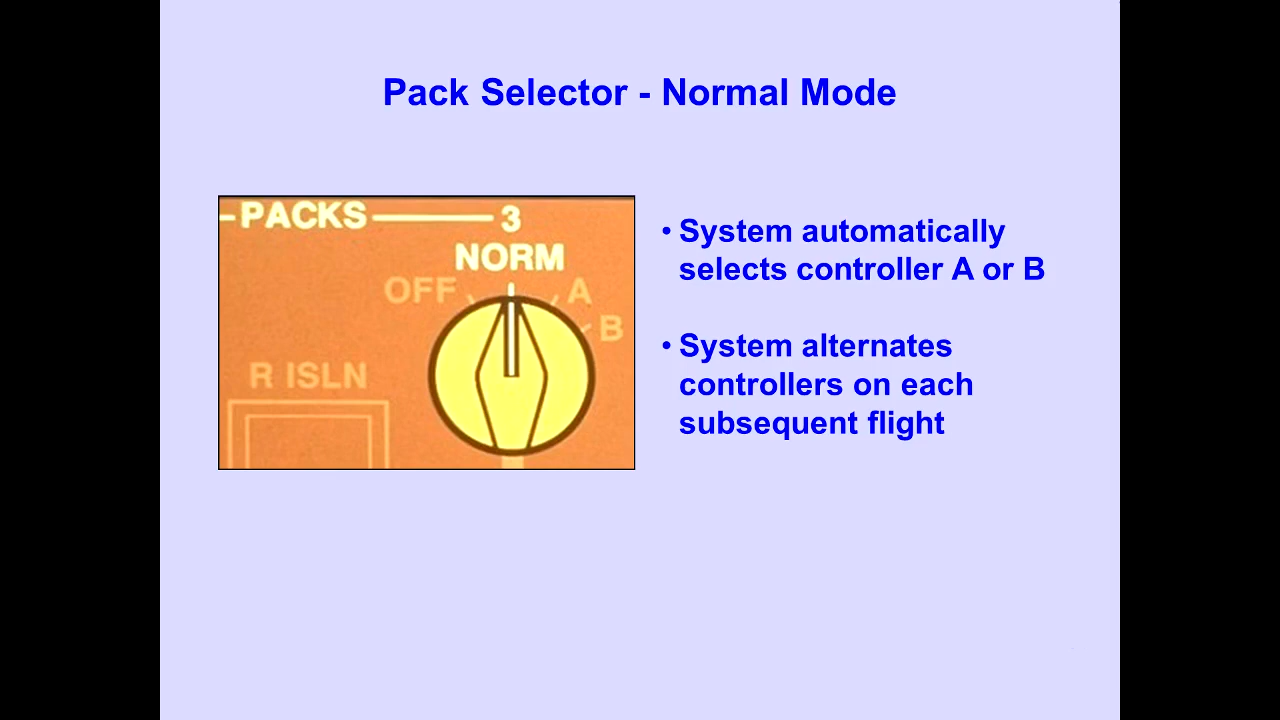 Pack Selector - Normal Mode
PACKS 3
NORM
OFF A
B
R ISLN
• System automatically
selects controller A or B
• System alternates
controllers on each
subsequent flight